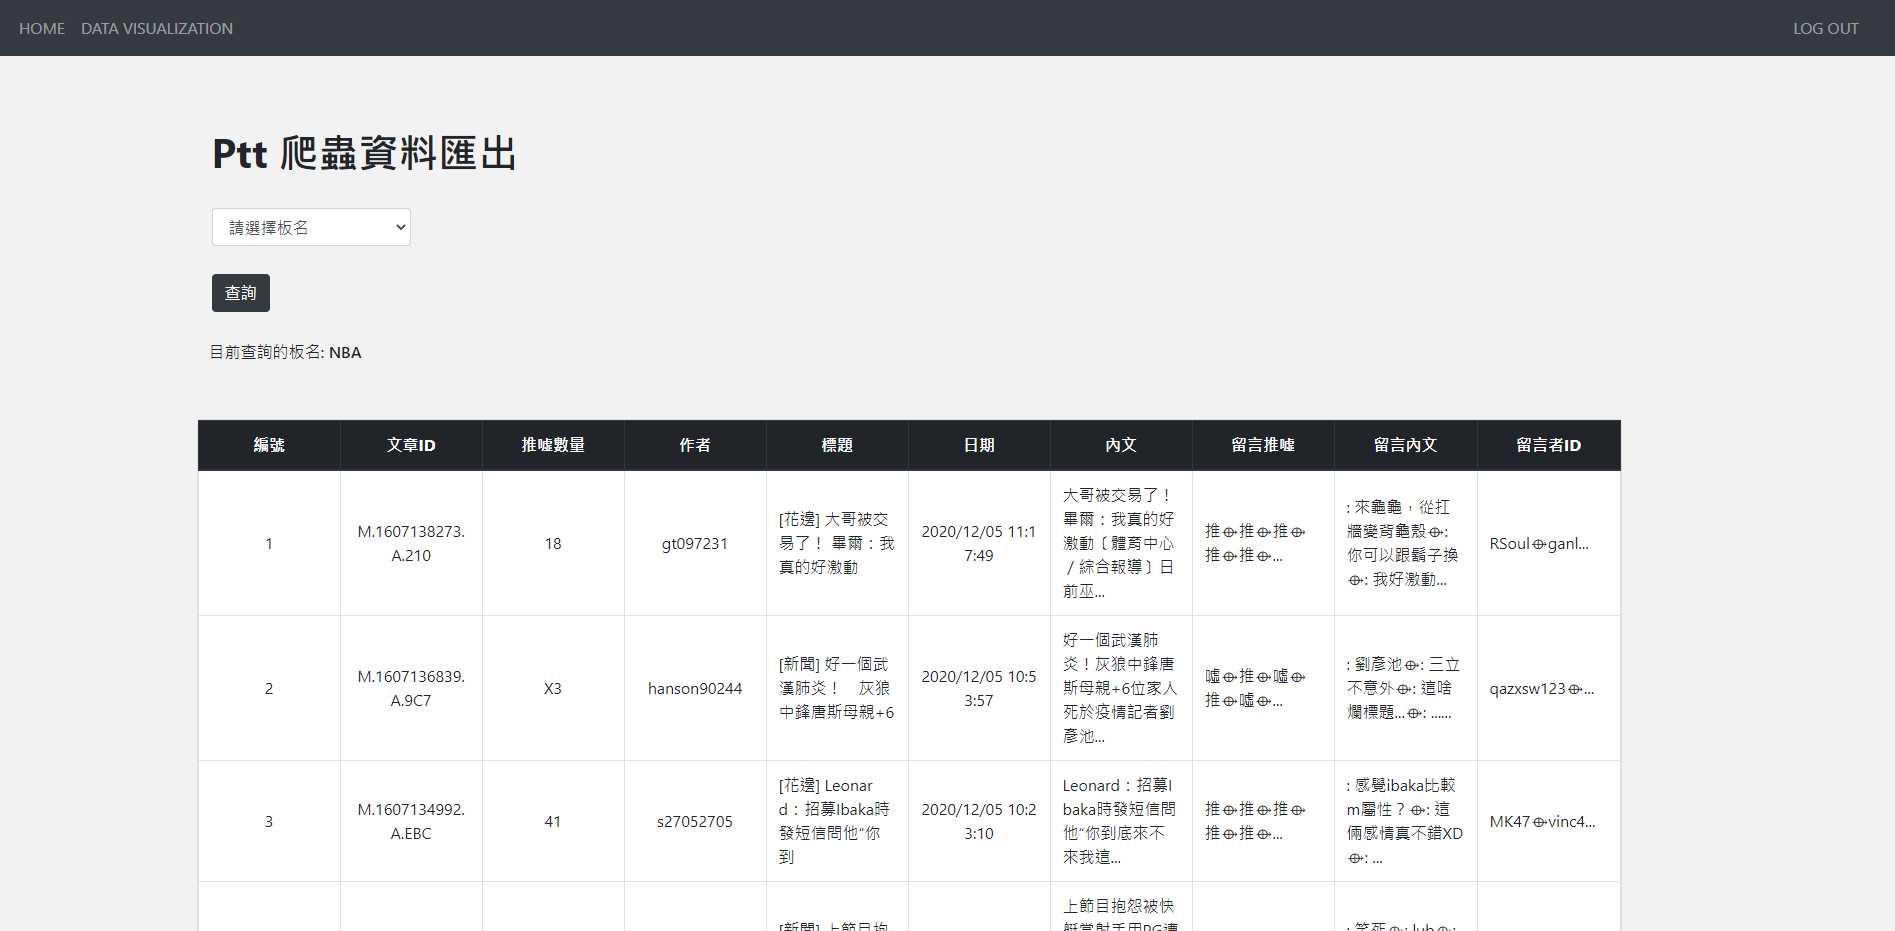 HOME DATA VISUALIZATION LOG OUT
Ptt 爬蟲資料匯出
請選擇板名
查詢
目前查詢的板名: NBA
編號 文章ID 推噓數量 作者 標題 日期 內文 留言推噓 留言內文 留言者ID
1
M.1607138273.
A.210
18
gt097231
[花邊] 大哥被交
易了！ 畢爾：我
真的好激動
2020/12/05 11:1
7:49
大哥被交易了！
畢爾：我真的好
激動〔體育中心
／綜合報導〕日
前巫...
推⌮推⌮推⌮
推⌮推⌮...
: 來龜龜，從扛
牆變背龜殼⌮:
你可以跟鬍子換
⌮: 我好激動...
RSoul⌮ganl...
2
M.1607136839.
A.9C7
X3
hanson90244
[新聞] 好一個武
漢肺炎！　灰狼
中鋒唐斯母親+6
2020/12/05 10:5
3:57
好一個武漢肺
炎！灰狼中鋒唐
斯母親+6位家人
死於疫情記者劉
彥池...
噓⌮推⌮噓⌮
推⌮噓⌮...
: 劉彥池⌮: 三立
不意外⌮: 這啥
爛標題...⌮: ......
qazxsw123⌮...
3
M.1607134992.
A.EBC
41
s27052705
[花邊] Leonar
d：招募Ibaka時
發短信問他“你
到
2020/12/05 10:2
3:10
Leonard：招募I
baka時發短信問
他“你到底來不
來我這...
推⌮推⌮推⌮
推⌮推⌮...
: 感覺ibaka比較
m屬性？⌮: 這
倆感情真不錯XD
⌮: ...
MK47⌮vinc4...
[新聞] 上節目抱
上節目抱怨被快
艇當射手用PG遭
: 笑死⌮: lub⌮: